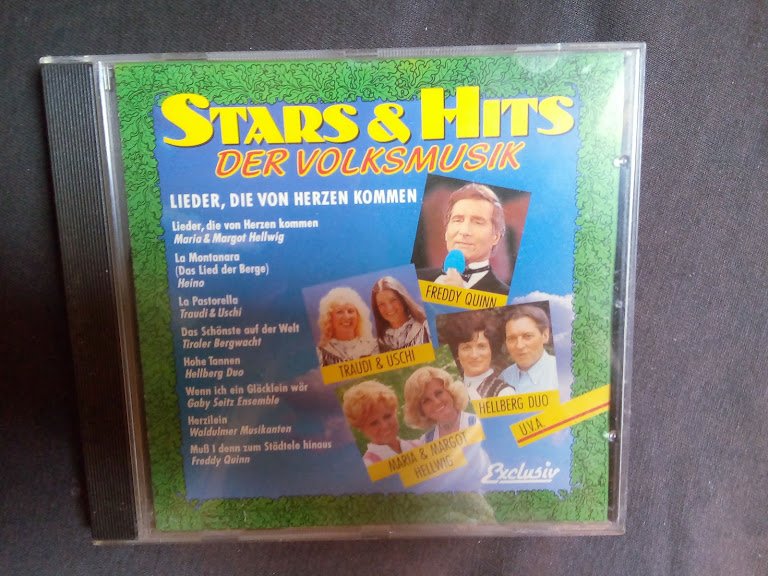 STARS & HITS
DER VOLKSMUSIK
LIEDER, DIE VON HERZEN KOMMEN
Lieder, die von Herzen kommen
Maria & Margot Hellwig
La Montanara
(Das Lied der Berge)
Heino
La Pastorella
Traudi & Uschi
Das Schönste auf der Welt
Tiroler Bergwacht
Hohe Tannen
Hellberg Duo
Wenn ich ein Glöcklein wär
Gaby Seitz Ensemble
Herzilein
Waldulmer Musikanten
Muß I denn zum Städtele hinaus
Freddy Quinn
FREDDY QUINN
TRAUDI & USCHI
HELLBERG DUO
U.V.A.
MARIA & MARGOT
HELLWIG
Exclusiv